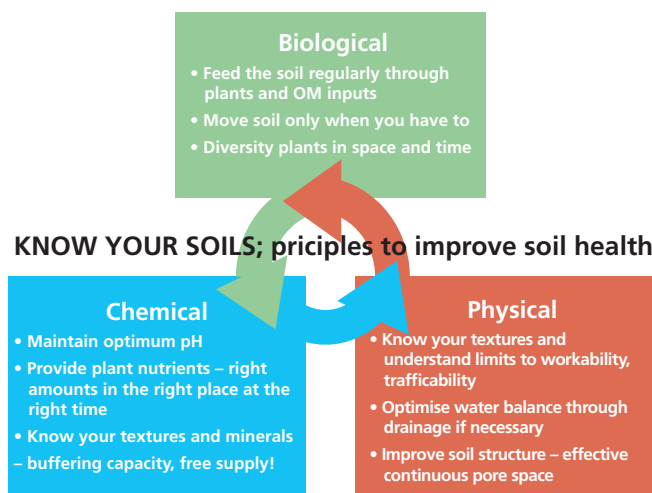 Biological
• Feed the soil regularly through
plants and OM inputs
• Move soil only when you have to
• Diversity plants in space and time
KNOW YOUR SOILS; priciples to improve soil health
Chemical
• Maintain optimum pH
• Provide plant nutrients – right
amounts in the right place at the
right time
• Know your textures and minerals
– buffering capacity, free supply!
Physical
• Know your textures and
understand limits to workability,
trafficability
• Optimise water balance through
drainage if necessary
• Improve soil structure – effective
continuous pore space